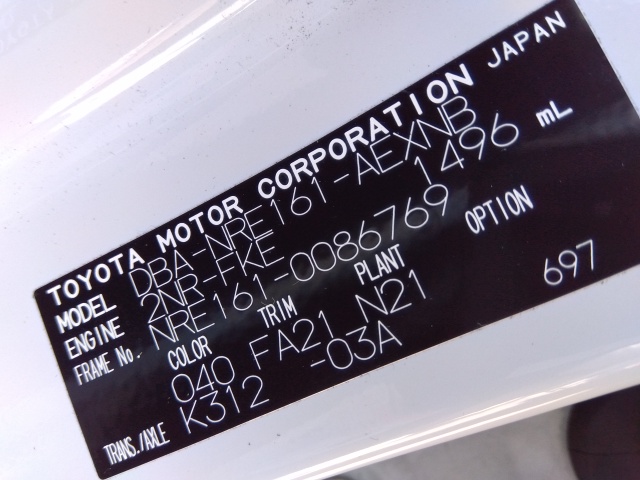 TOYOTA MOTOR CORPORATION JAPAN
MODEL DBA-NRE161-AEXNB
ENGINE 2NR-FKE 1496 mL
FRAME No. NRE161-0086769
COLOR TRIM PLANT OPTION
040 FA21 N21
TRANS./AXLE K312 -03A 697